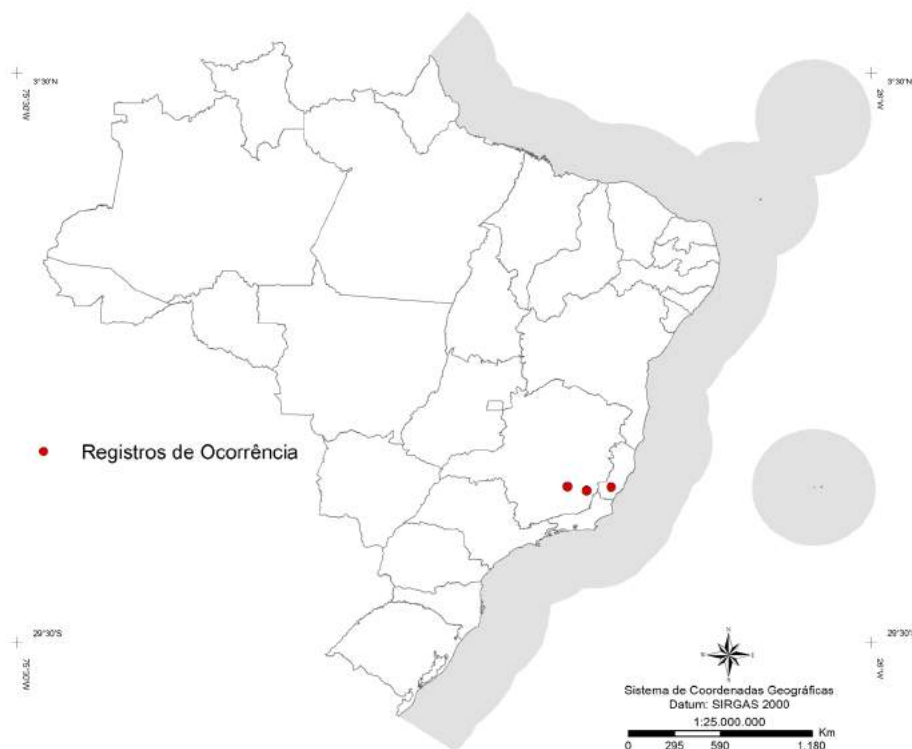 3°30'N
3°30'N
75°30'W
28°W
Registros de Ocorrência
29°30'S
29°30'S
75°30'W
28°W
N
W
E
S
Sistema de Coordenadas Geográficas
Datum: SIRGAS 2000
1:25.000.000
Km
0 295 590 1.180